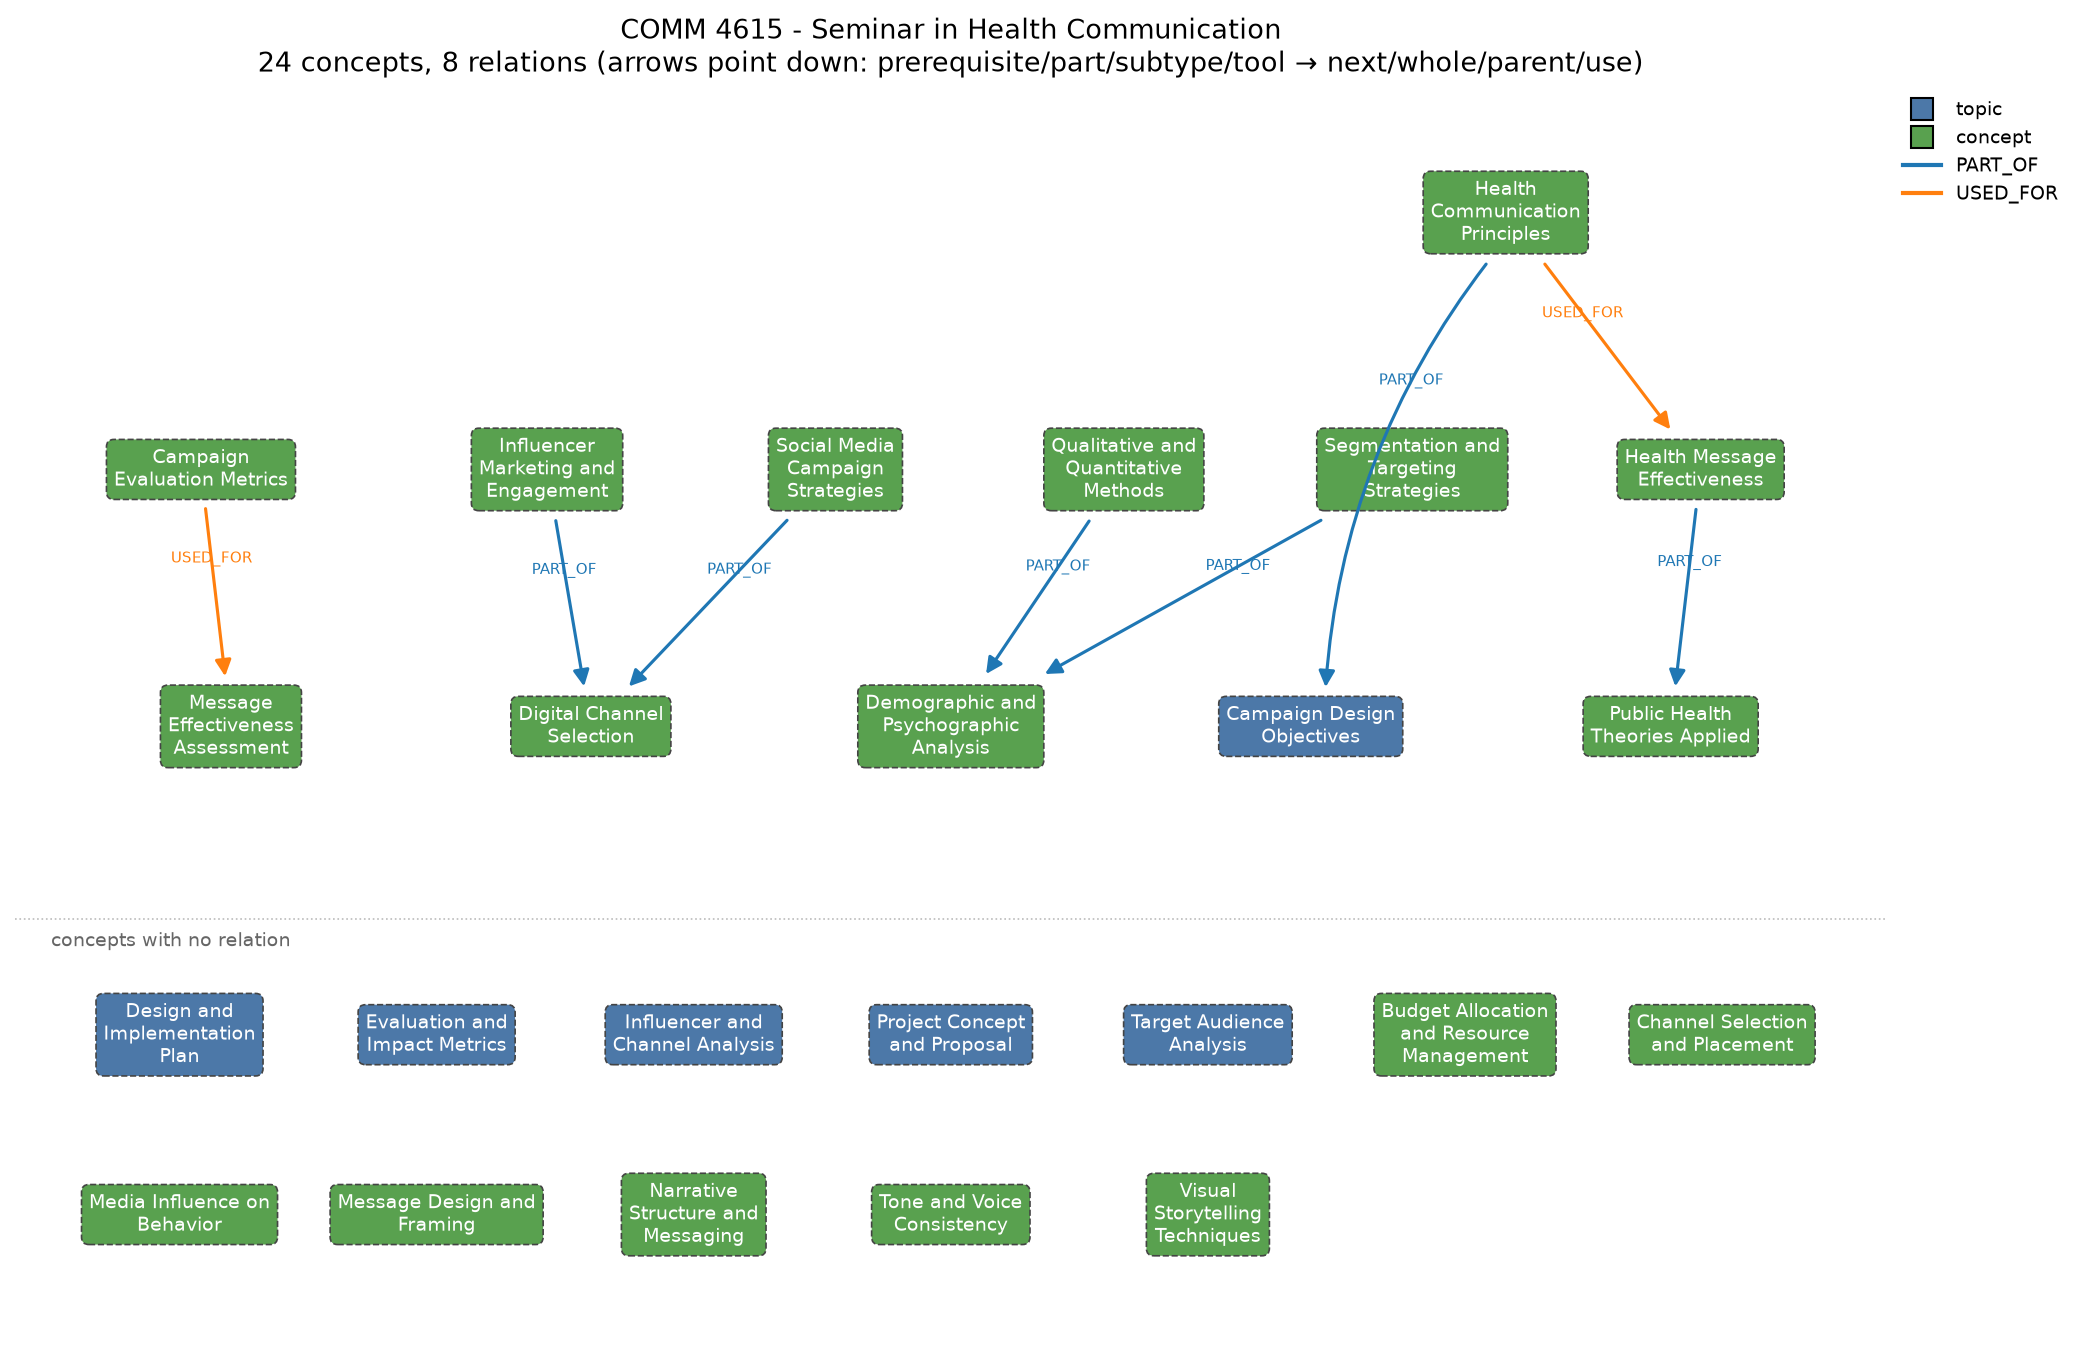 COMM 4615 - Seminar in Health Communication
24 concepts, 8 relations (arrows point down: prerequisite/part/subtype/tool → next/whole/parent/use)
topic
concept
PART_OF
USED_FOR
Health
Communication
Principles
USED_FOR
PART_OF
Campaign
Evaluation Metrics
Influencer
Marketing and
Engagement
Social Media
Campaign
Strategies
Qualitative and
Quantitative
Methods
Segmentation and
Targeting
Strategies
Health Message
Effectiveness
USED_FOR
PART_OF
PART_OF
PART_OF
PART_OF
PART_OF
Message
Effectiveness
Assessment
Digital Channel
Selection
Demographic and
Psychographic
Analysis
Campaign Design
Objectives
Public Health
Theories Applied
concepts with no relation
Design and
Implementation
Plan
Evaluation and
Impact Metrics
Influencer and
Channel Analysis
Project Concept
and Proposal
Target Audience
Analysis
Budget Allocation
and Resource
Management
Channel Selection
and Placement
Media Influence on
Behavior
Message Design and
Framing
Narrative
Structure and
Messaging
Tone and Voice
Consistency
Visual
Storytelling
Techniques